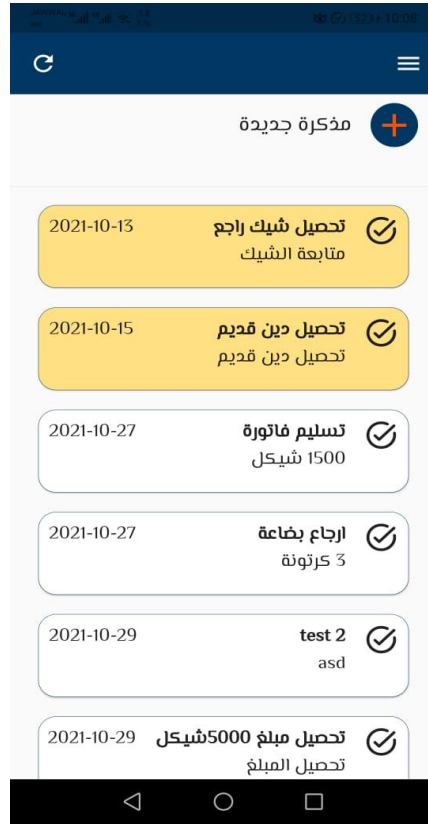 10:08
مذكرة جديدة
تحصيل شيك راجع
2021-10-13
متابعة الشيك
تحصيل دين قديم
2021-10-15
تحصيل دين قديم
تسليم فاتورة
2021-10-27
1500 شيكل
ارجاع بضاعة
2021-10-27
3 كرتونة
test 2
2021-10-29
asd
تحصيل مبلغ 5000شيكل
2021-10-29
تحصيل المبلغ